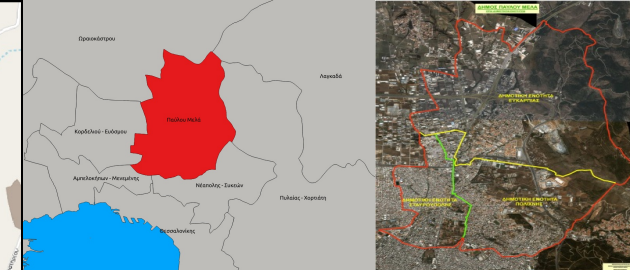 Ωραιοκάστρου
Λαγκαδά
Παύλου Μελά
Κορδελιού - Ευόσμου
Αμπελοκήπων - Μενεμένης
Νέαπολης - Συκεών
Πυλαίας - Χορτιάτη
Θεσσαλονίκης
ΔΗΜΟΣ ΠΑΥΛΟΥ ΜΕΛΑ
ΔΗΜΟΤΙΚΗ ΕΝΟΤΗΤΑ
ΕΥΚΑΡΠΙΑΣ
ΔΗΜΟΤΙΚΗ ΕΝΟΤΗΤΑ
ΣΤΑΥΡΟΥΠΟΛΗΣ
ΔΗΜΟΤΙΚΗ ΕΝΟΤΗΤΑ
ΠΟΛΙΧΝΗΣ